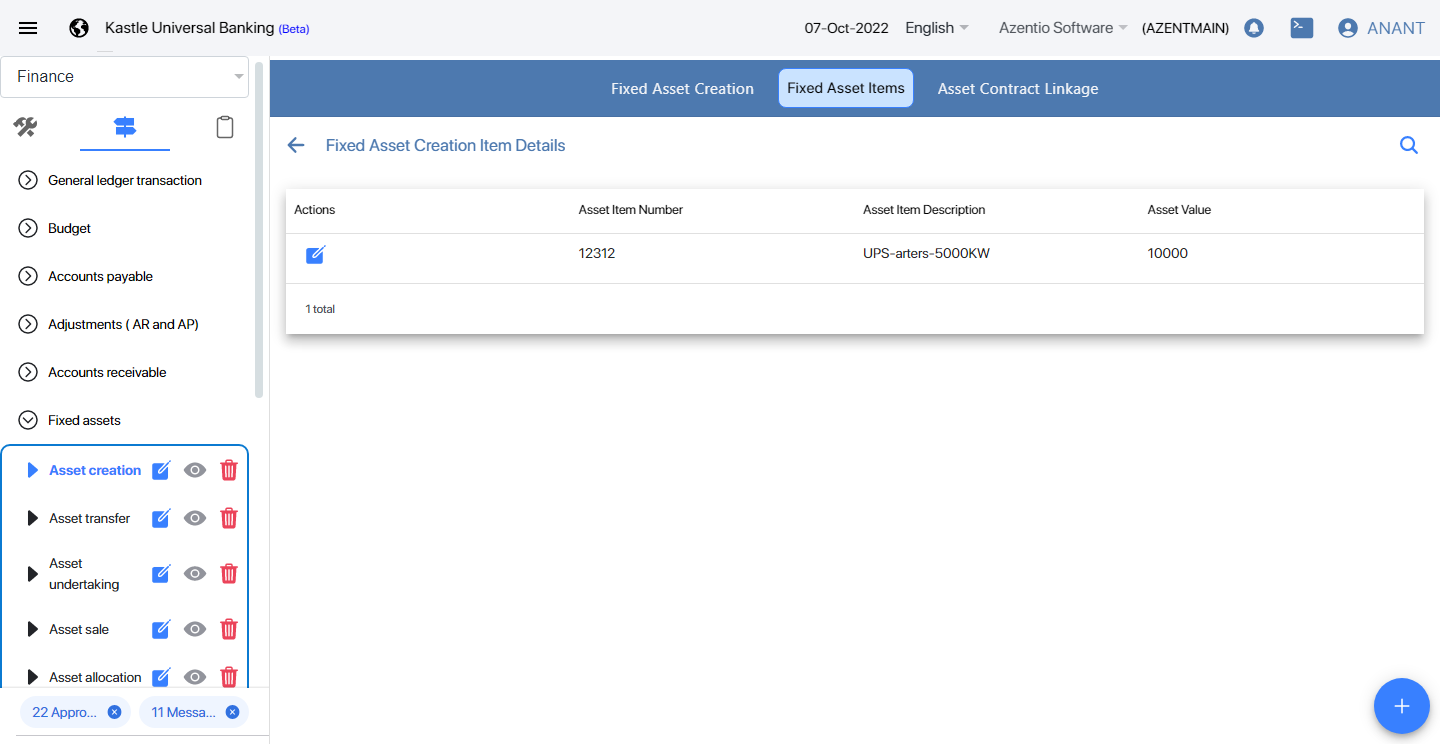 Kastle Universal Banking (Beta)
07-Oct-2022 English Azentio Software (AZENTMAIN) ANANT
Finance
General ledger transaction
Budget
Accounts payable
Adjustments ( AR and AP)
Accounts receivable
Fixed assets
Asset creation
Asset transfer
Asset
undertaking
Asset sale
Asset allocation
22 Appro... 11 Messa...
Fixed Asset Creation Fixed Asset Items Asset Contract Linkage
Fixed Asset Creation Item Details
Actions Asset Item Number Asset Item Description Asset Value
12312 UPS-arters-5000KW 10000
1 total